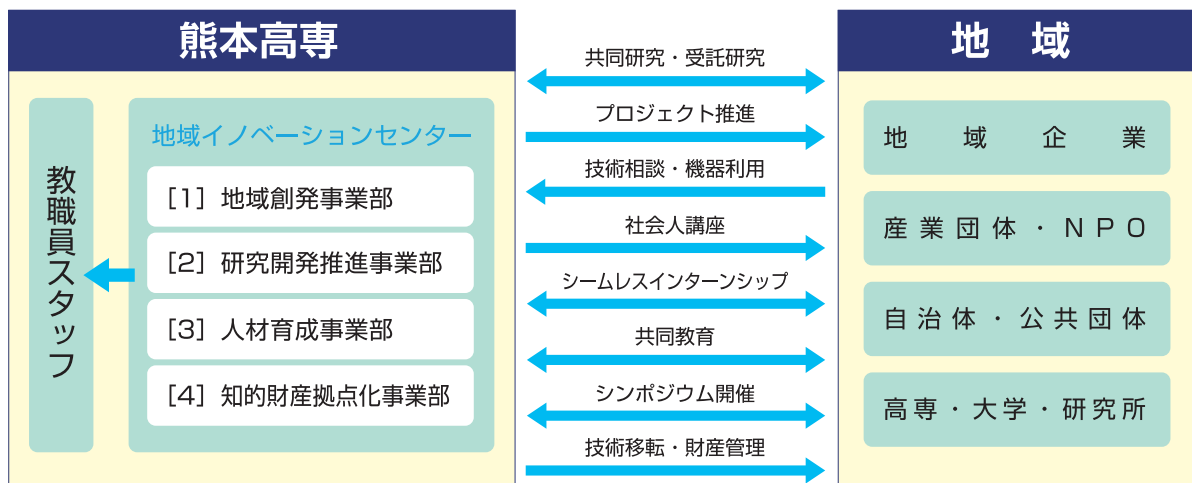 熊本高専
教職員スタッフ
地域イノベーションセンター
[1] 地域創発事業部
[2] 研究開発推進事業部
[3] 人材育成事業部
[4] 知的財産拠点化事業部
共同研究・受託研究
プロジェクト推進
技術相談・機器利用
社会人講座
シームレスインターンシップ
共同教育
シンポジウム開催
技術移転・財産管理
地 域
地域企業
産業団体・NPO
自治体・公共団体
高専・大学・研究所